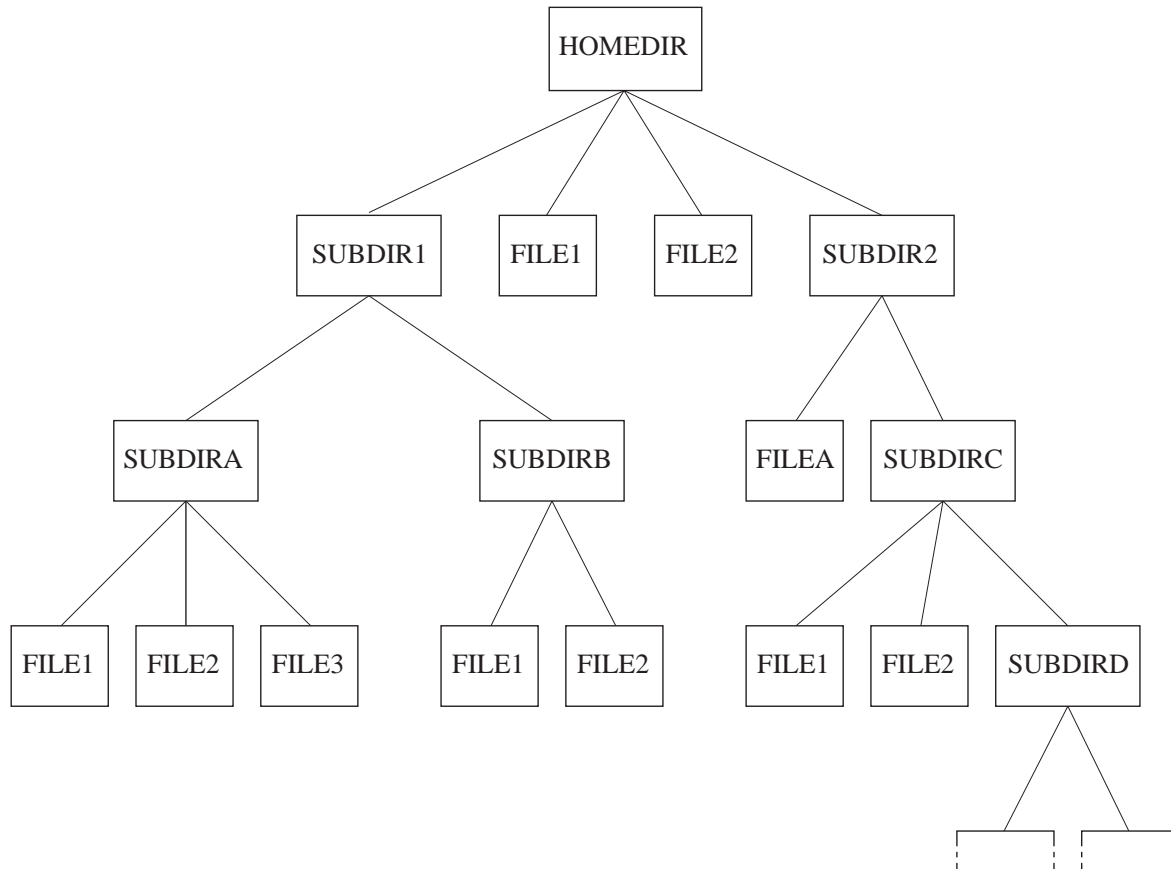 HOMEDIR
SUBDIR1
FILE1
FILE2
SUBDIR2
SUBDIRA
SUBDIRB
FILEA
SUBDIRC
FILE1
FILE2
FILE3
FILE1
FILE2
FILE1
FILE2
SUBDIRD